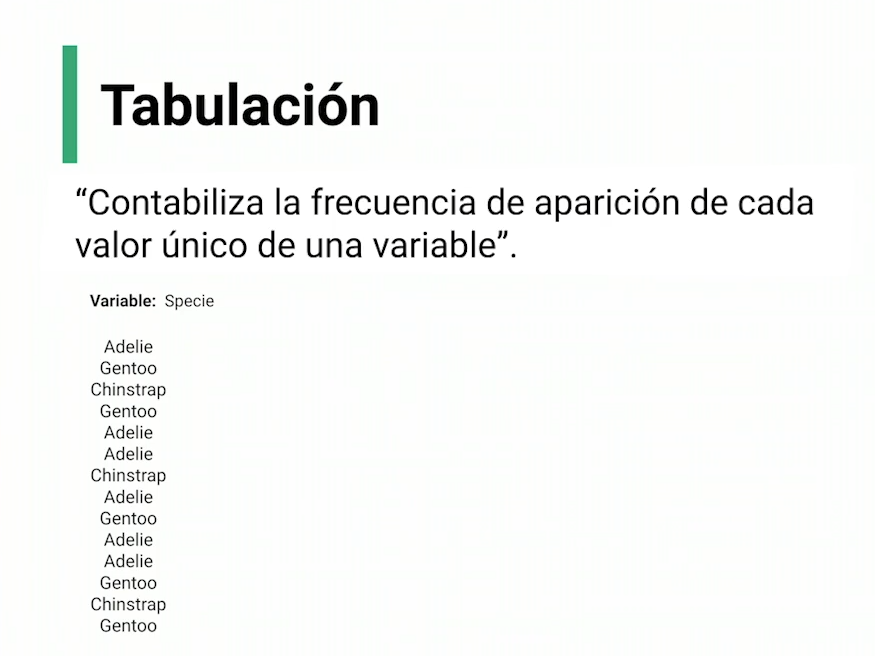 Tabulación
“Contabiliza la frecuencia de aparición de cada
valor único de una variable”.
Variable: Specie
Adelie
Gentoo
Chinstrap
Gentoo
Adelie
Adelie
Chinstrap
Adelie
Gentoo
Adelie
Adelie
Gentoo
Chinstrap
Gentoo